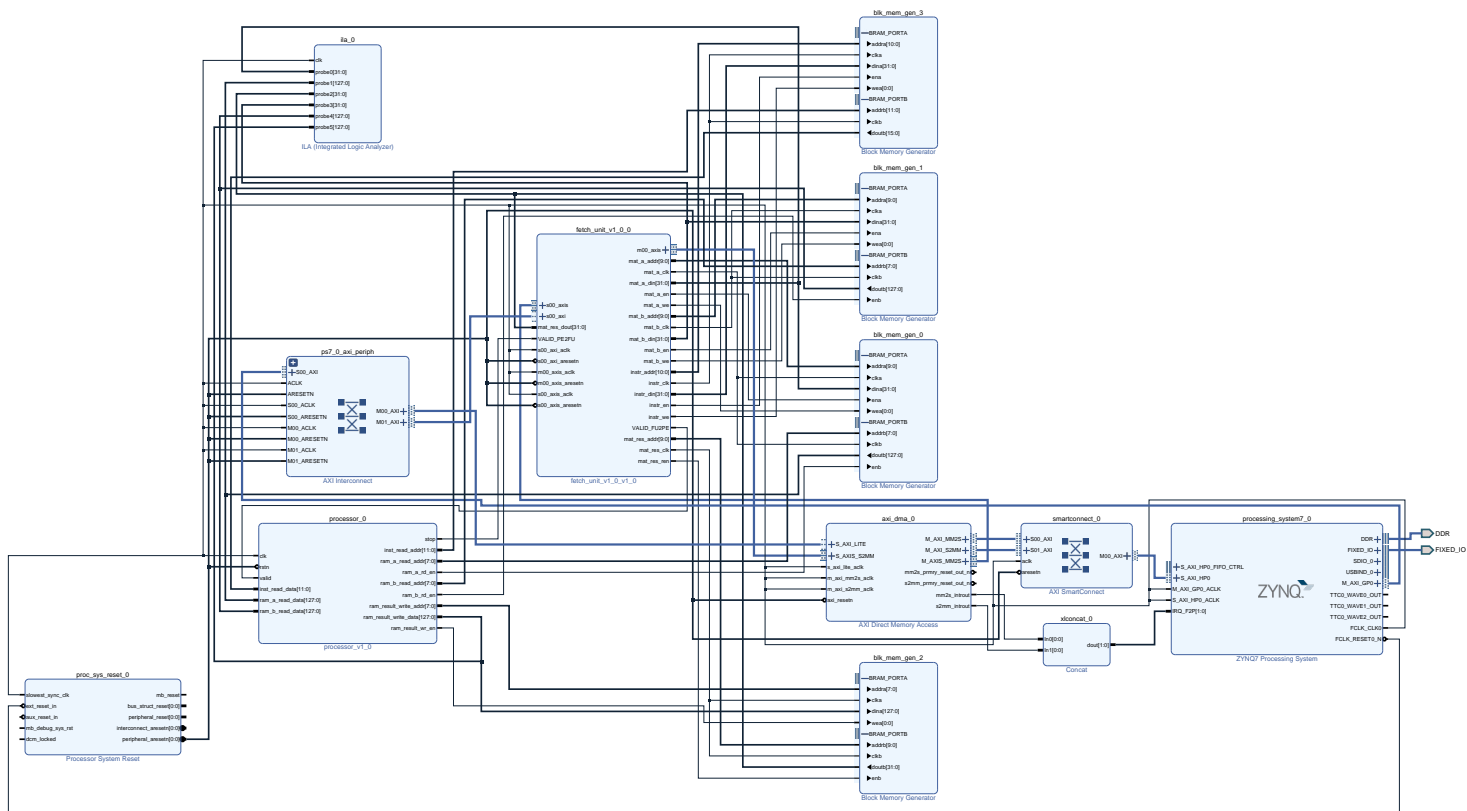 ila_0
clk
probe0[31:0]
probe1[127:0]
probe2[31:0]
probe3[31:0]
probe4[127:0]
probe5[127:0]
ILA (Integrated Logic Analyzer)
blk_mem_gen_3
BRAM_PORTA
addra[10:0]
clka
dina[31:0]
ena
wea[0:0]
BRAM_PORTB
addrb[11:0]
clkb
doutb[15:0]
Block Memory Generator
blk_mem_gen_1
BRAM_PORTA
addra[9:0]
clka
dina[31:0]
ena
wea[0:0]
BRAM_PORTB
addrb[7:0]
clkb
doutb[127:0]
enb
Block Memory Generator
fetch_unit_v1_0_0
s00_axis
s00_axi
mat_res_dout[31:0]
VALID_PE2FU
s00_axi_aclk
s00_axi_aresetn
m00_axis_aclk
m00_axis_aresetn
s00_axis_aclk
s00_axis_aresetn
m00_axis
mat_a_addr[9:0]
mat_a_clk
mat_a_din[31:0]
mat_a_en
mat_a_we
mat_b_addr[9:0]
mat_b_clk
mat_b_din[31:0]
mat_b_en
mat_b_we
instr_addr[10:0]
instr_clk
instr_din[31:0]
instr_en
instr_we
VALID_FU2PE
mat_res_addr[9:0]
mat_res_clk
mat_res_ren
fetch_unit_v1_0_v1_0
blk_mem_gen_0
BRAM_PORTA
addra[9:0]
clka
dina[31:0]
ena
wea[0:0]
BRAM_PORTB
addrb[7:0]
clkb
doutb[127:0]
enb
Block Memory Generator
ps7_0_axi_periph
S00_AXI
ACLK
ARESETN
S00_ACLK
S00_ARESETN
M00_ACLK
M00_ARESETN
M01_ACLK
M01_ARESETN
M00_AXI
M01_AXI
AXI Interconnect
processor_0
clk
rstn
valid
inst_read_data[11:0]
ram_a_read_data[127:0]
ram_b_read_data[127:0]
stop
inst_read_addr[11:0]
ram_a_read_addr[7:0]
ram_a_rd_en
ram_b_read_addr[7:0]
ram_b_rd_en
ram_result_write_addr[7:0]
ram_result_write_data[127:0]
ram_result_wr_en
processor_v1_0
axi_dma_0
S_AXI_LITE
S_AXIS_S2MM
s_axi_lite_aclk
m_axi_mm2s_aclk
m_axi_s2mm_aclk
axi_resetn
M_AXI_MM2S
M_AXI_S2MM
M_AXIS_MM2S
mm2s_prmry_reset_out_n
s2mm_prmry_reset_out_n
mm2s_introut
s2mm_introut
AXI Direct Memory Access
smartconnect_0
S00_AXI
S01_AXI
aclk
aresetn
M00_AXI
AXI SmartConnect
xlconcat_0
In0[0:0]
In1[0:0]
dout[1:0]
Concat
processing_system7_0
S_AXI_HP0_FIFO_CTRL
S_AXI_HP0
M_AXI_GP0_ACLK
S_AXI_HP0_ACLK
IRQ_F2P[1:0]
ZYNQ
DDR
FIXED_IO
SDIO_0
USBIND_0
M_AXI_GP0
TTC0_WAVE0_OUT
TTC0_WAVE1_OUT
TTC0_WAVE2_OUT
FCLK_CLK0
FCLK_RESET0_N
ZYNQ7 Processing System
DDR
FIXED_IO
proc_sys_reset_0
slowest_sync_clk
ext_reset_in
aux_reset_in
mb_debug_sys_rst
dcm_locked
mb_reset
bus_struct_reset[0:0]
peripheral_reset[0:0]
interconnect_aresetn[0:0]
peripheral_aresetn[0:0]
Processor System Reset
blk_mem_gen_2
BRAM_PORTA
addra[7:0]
clka
dina[127:0]
wea[0:0]
BRAM_PORTB
addrb[9:0]
clkb
doutb[31:0]
enb
Block Memory Generator